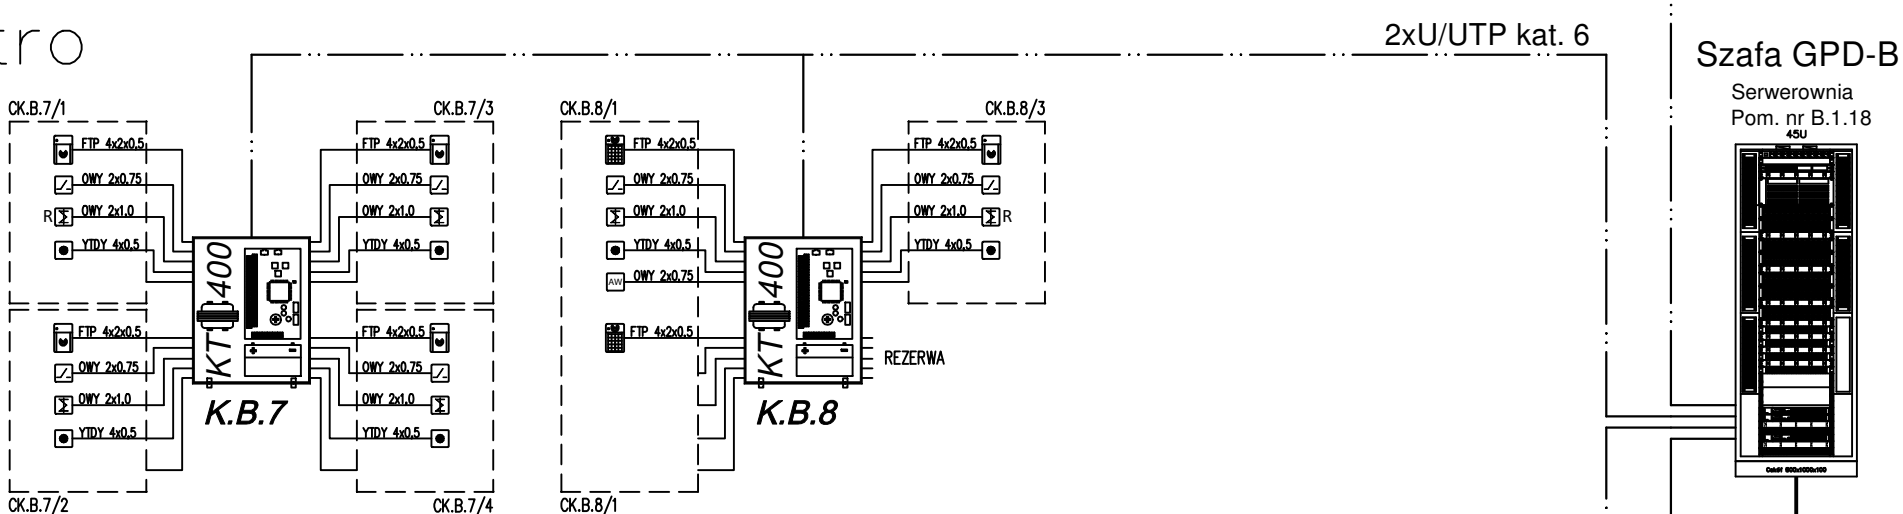 tro
2xU/UTP kat. 6
Szafa GPD-B
Serwerownia
Pom. nr B.1.18
45U
CK.B.7/1
FTP 4x2x0.5
OWY 2x0.75
R OWY 2x1.0
YTDY 4x0.5
CK.B.7/3
FTP 4x2x0.5
OWY 2x0.75
OWY 2x1.0
YTDY 4x0.5
FTP 4x2x0.5
OWY 2x0.75
OWY 2x1.0
YTDY 4x0.5
CK.B.7/2
FTP 4x2x0.5
OWY 2x0.75
OWY 2x1.0
YTDY 4x0.5
CK.B.7/4
KT 400
K.B.7
CK.B.8/1
FTP 4x2x0.5
OWY 2x0.75
OWY 2x1.0
YTDY 4x0.5
AW OWY 2x0.75
FTP 4x2x0.5
CK.B.8/1
CK.B.8/3
FTP 4x2x0.5
OWY 2x0.75
OWY 2x1.0 R
YTDY 4x0.5
KT 400
REZERWA
K.B.8